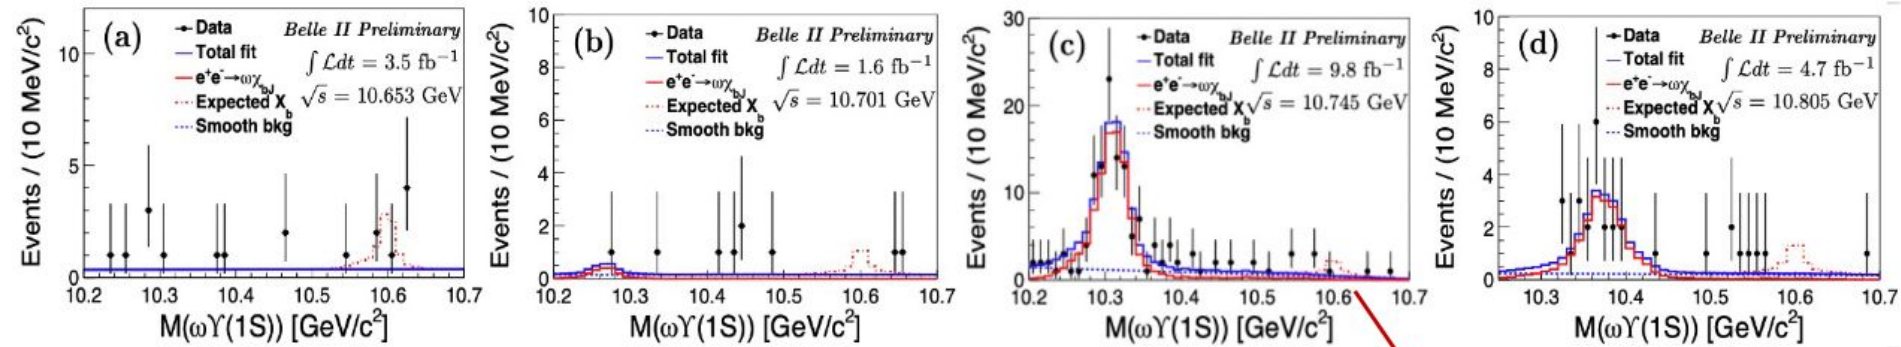 (a)
Data
Total fit
e⁺e⁻→ωχ_bJ
Expected X_b
Smooth bkg
Belle II Preliminary
∫ℒdt = 3.5 fb⁻¹
√s = 10.653 GeV
Events / (10 MeV/c²)
10
5
0
10.2 10.3 10.4 10.5 10.6 10.7
M(ωΥ(1S)) [GeV/c²]
(b)
Data
Total fit
e⁺e⁻→ωχ_bJ
Expected X_b
Smooth bkg
Belle II Preliminary
∫ℒdt = 1.6 fb⁻¹
√s = 10.701 GeV
Events / (10 MeV/c²)
10
8
6
4
2
0
10.2 10.3 10.4 10.5 10.6 10.7
M(ωΥ(1S)) [GeV/c²]
(c)
Data
Total fit
e⁺e⁻→ωχ_bJ
Expected X_b
Smooth bkg
Belle II Preliminary
∫ℒdt = 9.8 fb⁻¹
√s = 10.745 GeV
Events / (10 MeV/c²)
30
20
10
0
10.2 10.3 10.4 10.5 10.6 10.7
M(ωΥ(1S)) [GeV/c²]
(d)
Data
Total fit
e⁺e⁻→ωχ_bJ
Expected X_b
Smooth bkg
Belle II Preliminary
∫ℒdt = 4.7 fb⁻¹
√s = 10.805 GeV
Events / (10 MeV/c²)
10
8
6
4
2
0
10.3 10.4 10.5 10.6 10.7
M(ωΥ(1S)) [GeV/c²]